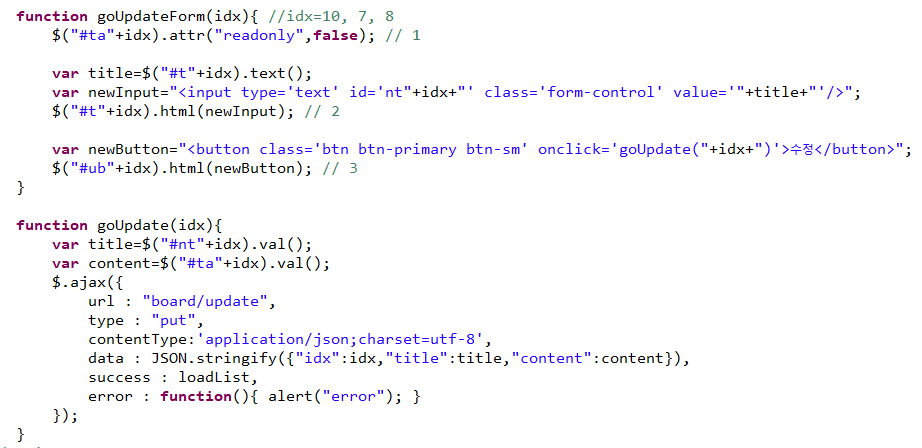 function goUpdateForm(idx){ //idx=10, 7, 8
    $("#ta"+idx).attr("readonly",false); // 1

    var title=$("#t"+idx).text();
    var newInput="<input type='text' id='nt"+idx+"' class='form-control' value='"+title+"'/>";
    $("#t"+idx).html(newInput); // 2

    var newButton="<button class='btn btn-primary btn-sm' onclick='goUpdate("+idx+")'>수정</button>";
    $("#ub"+idx).html(newButton); // 3
}

function goUpdate(idx){
    var title=$("#nt"+idx).val();
    var content=$("#ta"+idx).val();
    $.ajax({
        url : "board/update",
        type : "put",
        contentType:'application/json;charset=utf-8',
        data : JSON.stringify({"idx":idx,"title":title,"content":content}),
        success : loadList,
        error : function(){ alert("error"); }
    });
}